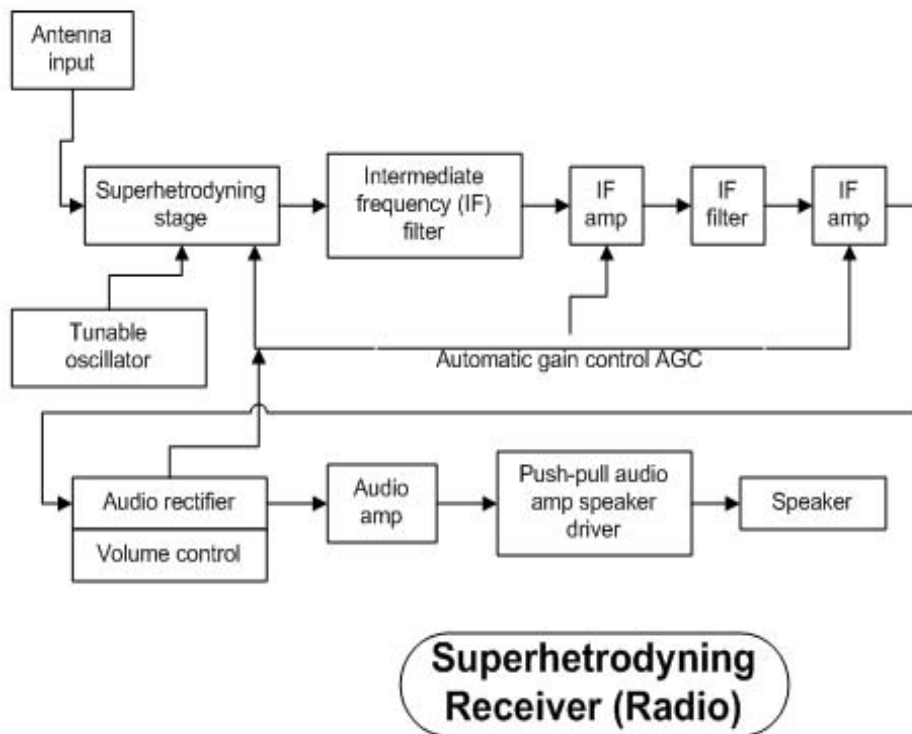 Antenna
input
Superhetrodyning
stage
Intermediate
frequency (IF)
filter
IF
amp
IF
filter
IF
amp
Tunable
oscillator
Automatic gain control AGC
Audio rectifier
Volume control
Audio
amp
Push-pull audio
amp speaker
driver
Speaker
Superhetrodyning
Receiver (Radio)